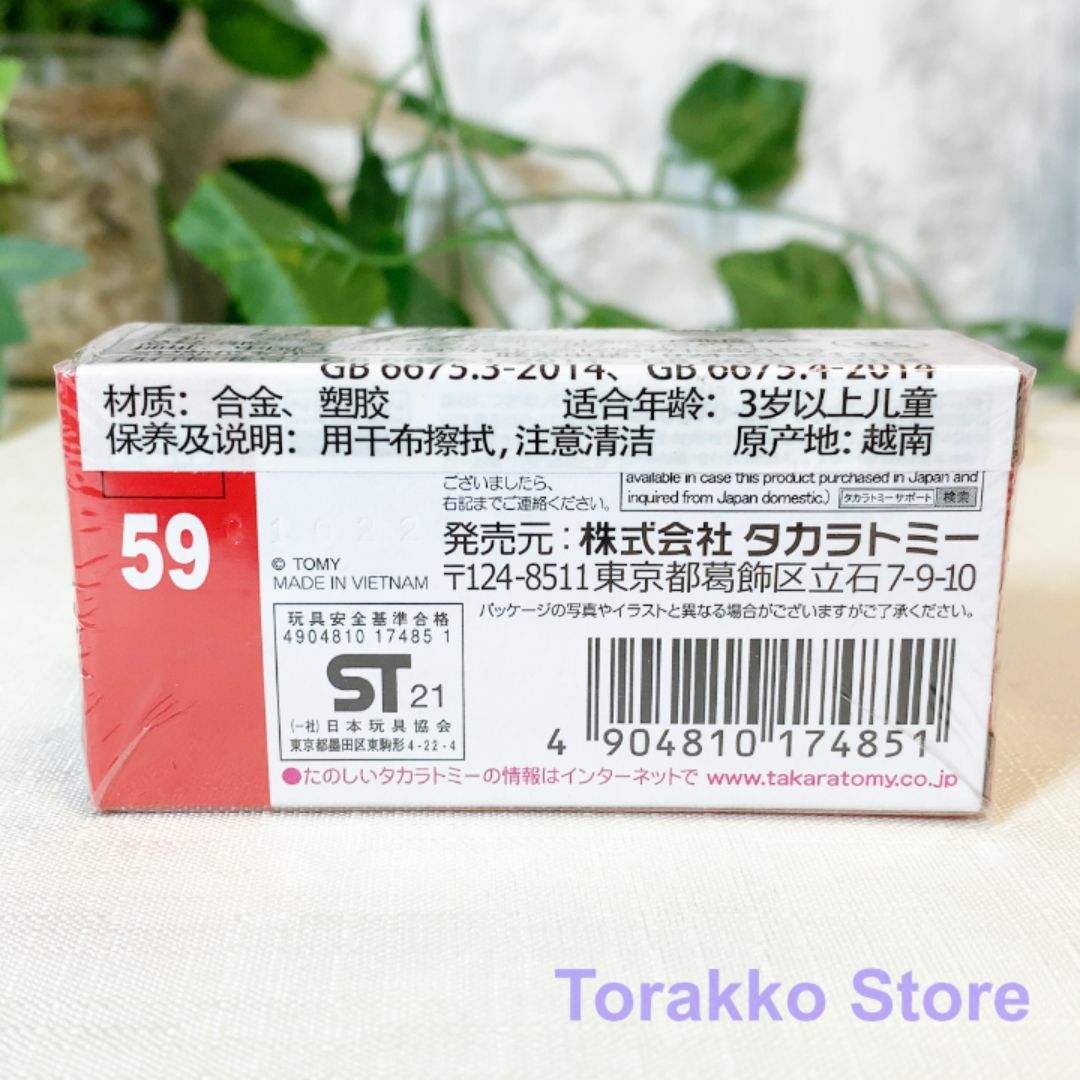 GB 6675.3-2014、GB 6675.4-2014
材质：合金、塑胶 适合年龄：3岁以上儿童
保养及说明：用干布擦拭,注意清洁 原产地：越南
ございましたら、
右記までご連絡ください。
available in case this product purchased in Japan and
inquired from Japan domestic.) タカラトミーサポート 検索
59
1022
© TOMY
MADE IN VIETNAM
発売元：株式会社 タカラトミー
〒124-8511 東京都葛飾区立石7-9-10
パッケージの写真やイラストと異なる場合がございますがご了承ください。
玩具安全基準合格
4904810 17485 1
ST 21
(一社) 日本玩具協会
東京都墨田区東駒形4-22-4
4 904810 174851
●たのしいタカラトミーの情報はインターネットで www.takaratomy.co.jp
Torakko Store